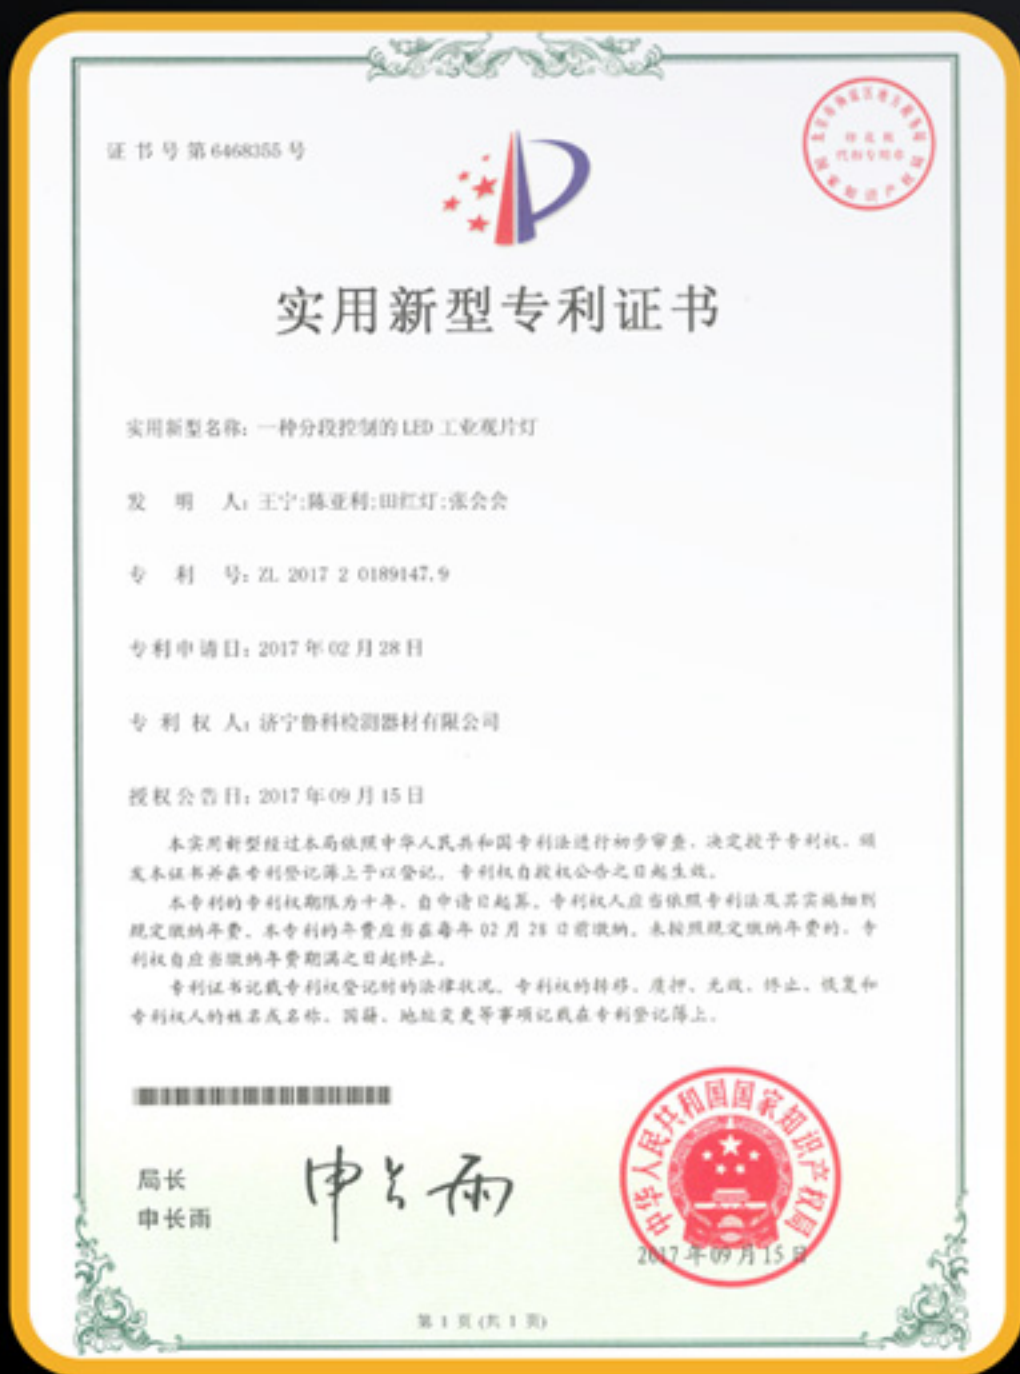 证书号第6468355号
实用新型专利证书
实用新型名称：一种分段控制的LED工业观片灯
发明人：王宁;陈亚利;田红灯;张会会
专利号：ZL 2017 2 0189147.9
专利申请日：2017年02月28日
专利权人：济宁鲁科检测器材有限公司
授权公告日：2017年09月15日
本实用新型经过本局依照中华人民共和国专利法进行初步审查，决定授予专利权，颁
发本证书并在专利登记簿上予以登记。专利权自授权公告之日起生效。
本专利的专利权期限为十年，自申请日起算。专利权人应当依照专利法及其实施细则
规定缴纳年费。本专利的年费应当在每年02月28日前缴纳。未按照规定缴纳年费的，专
利权自应当缴纳年费期满之日起终止。
专利证书记载专利权登记时的法律状况。专利权的转移、质押、无效、终止、恢复和
专利权人的姓名或名称、国籍、地址变更等事项记载在专利登记簿上。
局长
申长雨
申长雨
中华人民共和国国家知识产权局
2017年09月15日
第1页(共1页)